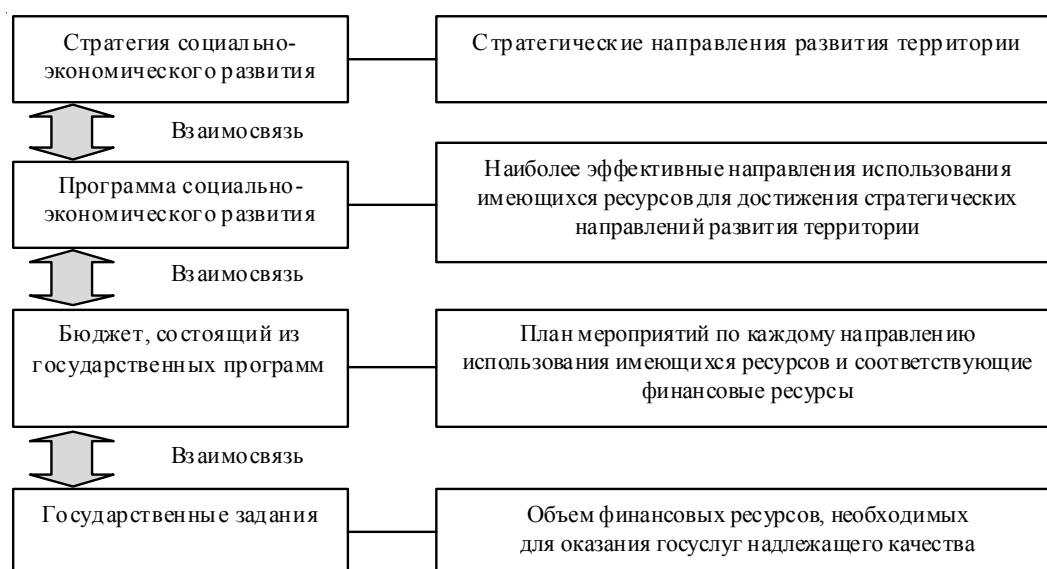 Стратегия социально-
экономического развития
Стратегические направления развития территории
Взаимосвязь
Программа социально-
экономического развития
Наиболее эффективные направления использования
имеющихся ресурсов для достижения стратегических
направлений развития территории
Взаимосвязь
Бюджет, состоящий из
государственных программ
План мероприятий по каждому направлению
использования имеющихся ресурсов и соответствующие
финансовые ресурсы
Взаимосвязь
Государственные задания
Объем финансовых ресурсов, необходимых
для оказания госуслуг надлежащего качества